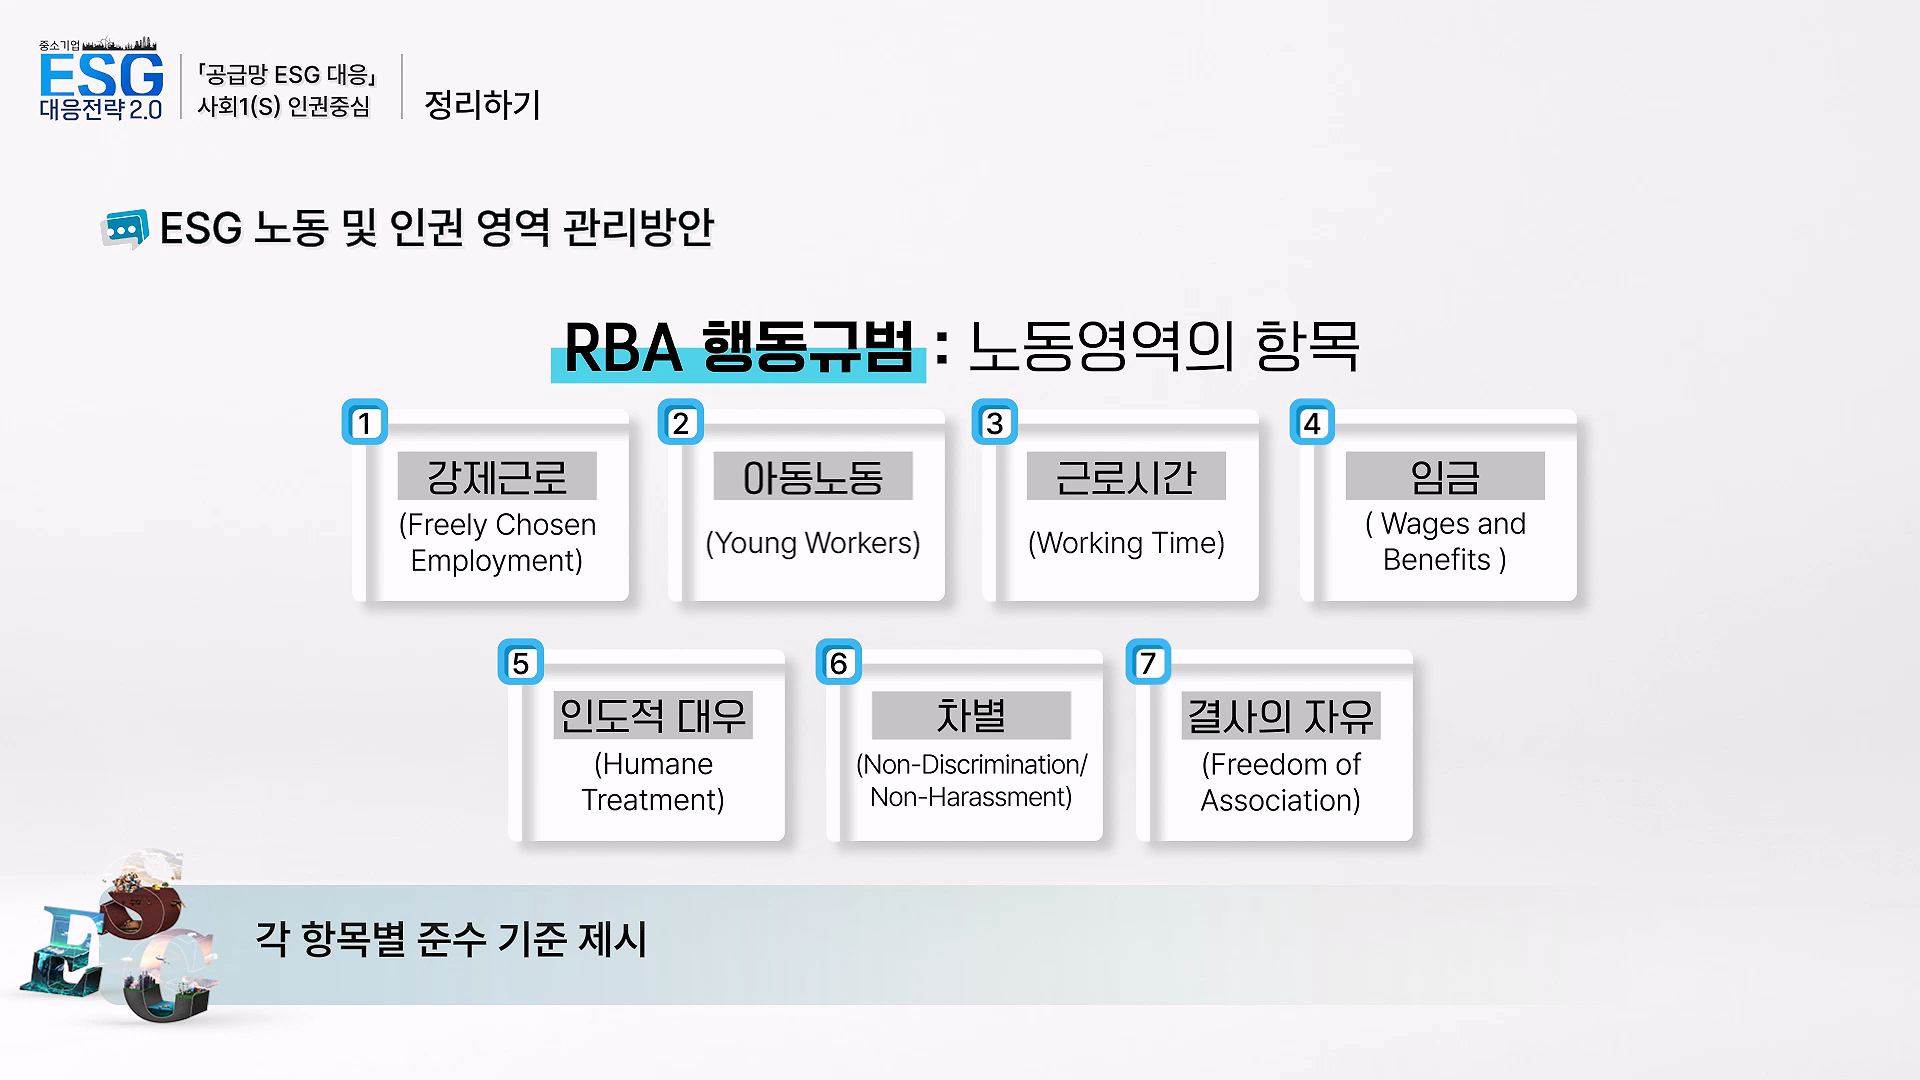 중소기업
ESG
대응전략 2.0
「공급망 ESG 대응」
사회1(S) 인권중심
정리하기
ESG 노동 및 인권 영역 관리방안
RBA 행동규범 : 노동영역의 항목
1
강제근로
(Freely Chosen
Employment)
2
아동노동
(Young Workers)
3
근로시간
(Working Time)
4
임금
( Wages and
Benefits )
5
인도적 대우
(Humane
Treatment)
6
차별
(Non-Discrimination/
Non-Harassment)
7
결사의 자유
(Freedom of
Association)
ESG
각 항목별 준수 기준 제시